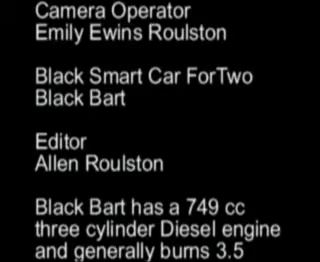 Camera Operator
Emily Ewins Roulston
Black Smart Car ForTwo
Black Bart
Editor
Allen Roulston
Black Bart has a 749 cc
three cylinder Diesel engine
and generally burns 3.5